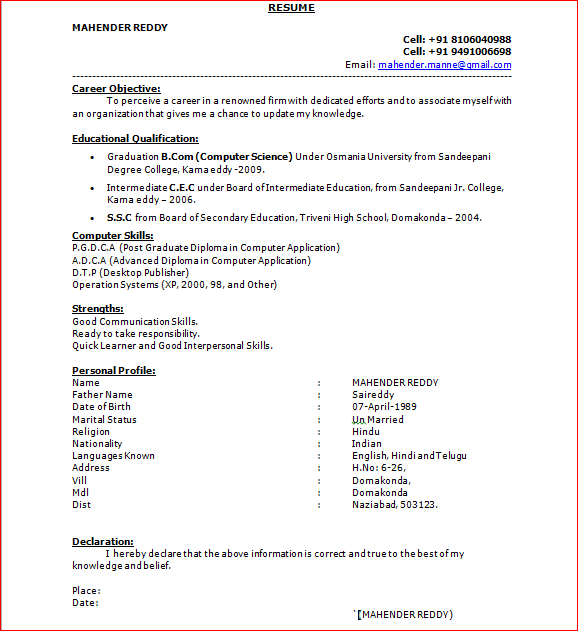 RESUME
MAHENDER REDDY
Cell: +91 8106040988
Cell: +91 9491006698
Email: mahender.manne@gmail.com
Career Objective:
To perceive a career in a renowned firm with dedicated efforts and to associate myself with
an organization that gives me a chance to update my knowledge.
Educational Qualification:
• Graduation B.Com (Computer Science) Under Osmania University from Sandeepani
Degree College, Kama eddy -2009.
• Intermediate C.E.C under Board of Intermediate Education, from Sandeepani Jr. College,
Kama eddy – 2006.
• S.S.C from Board of Secondary Education, Triveni High School, Domakonda – 2004.
Computer Skills:
P.G.D.C.A (Post Graduate Diploma in Computer Application)
A.D.C.A (Advanced Diploma in Computer Application)
D.T.P (Desktop Publisher)
Operation Systems (XP, 2000, 98, and Other)
Strengths:
Good Communication Skills.
Ready to take responsibility.
Quick Learner and Good Interpersonal Skills.
Personal Profile:
Name : MAHENDER REDDY
Father Name : Saireddy
Date of Birth : 07-April-1989
Marital Status : Un Married
Religion : Hindu
Nationality : Indian
Languages Known : English, Hindi and Telugu
Address : H.No: 6-26,
Vill : Domakonda,
Mdl : Domakonda
Dist : Naziabad, 503123.
Declaration:
I hereby declare that the above information is correct and true to the best of my
knowledge and belief.
Place:
Date:
`[MAHENDER REDDY)